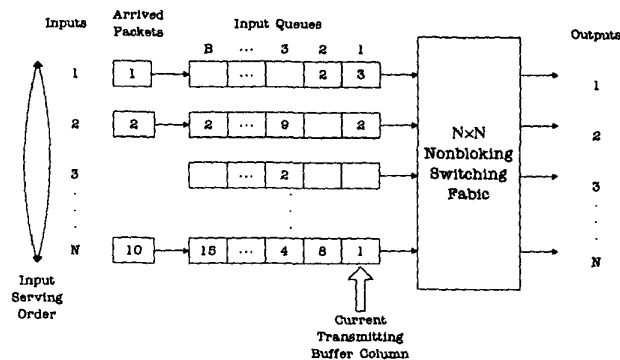 Inputs
Arrived
Packets
Input Queues
Outputs
B ... 3 2 1
1 1 2 3 1
2 2 2 ... 9 2 2
3 ... 2 3
N 10 15 ... 4 8 1 N
N×N
Nonbloking
Switching
Fabic
Input
Serving
Order
Current
Transmitting
Buffer Column